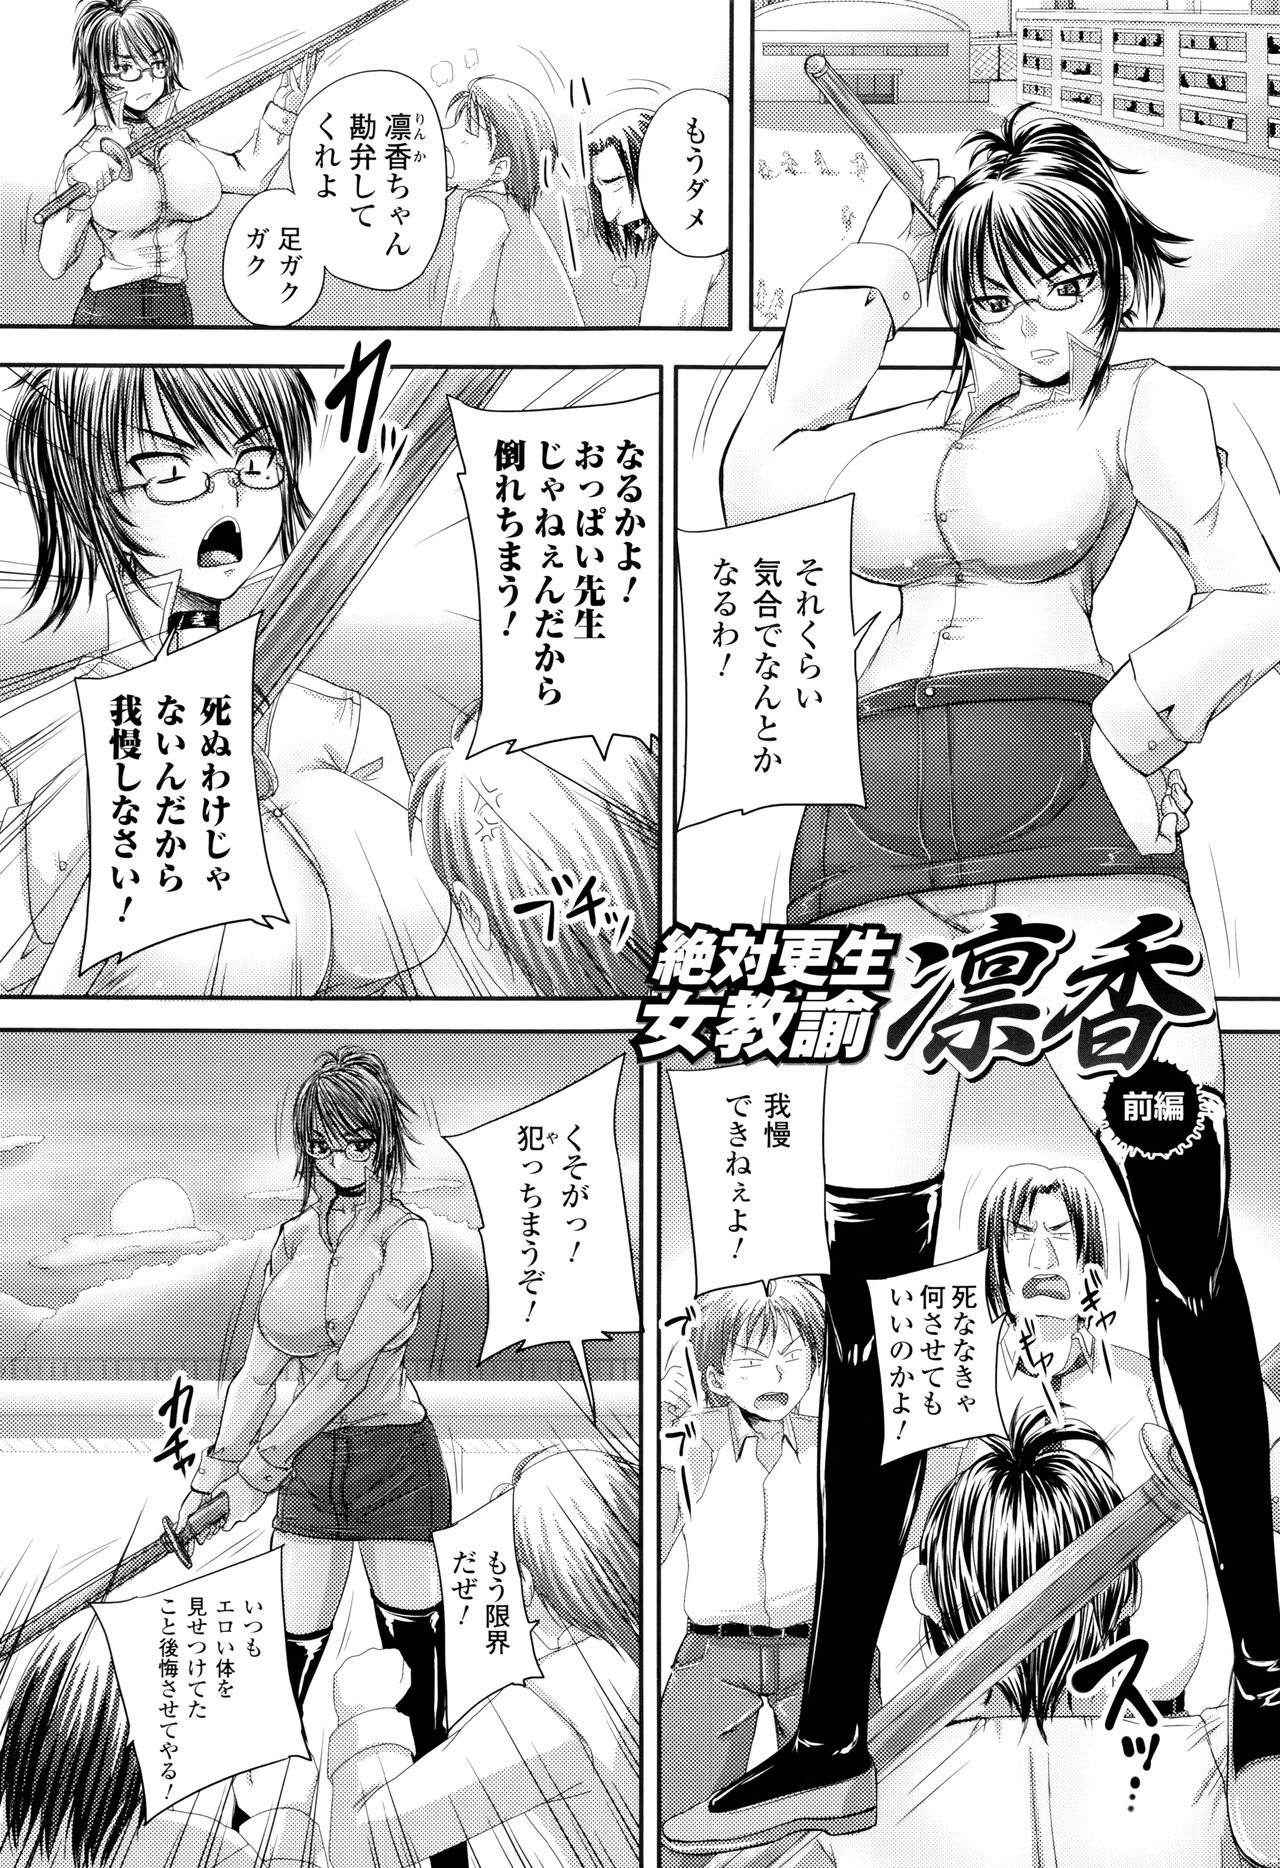 もうダメ
凛香ちゃん
りんか
勘弁して
くれよ
足ガク
ガク
それくらい
気合でなんとか
なるわ!
なるかよ!
おっぱい先生
じゃねぇんだから
倒れちまう!
ガッ
死ぬわけじゃ
ないんだから
我慢しなさい!
ブチッ
絶対更生
女教諭
凛香
前編
死ななきゃ
何させても
いいのかよ!
ギャ
ギャ
我慢
できねぇよ!
ブッ
ブッ
スッ…
くそがっ!
犯っちまうぞ!
や
もう限界
だぜ!
カチャ
いつも
エロい体を
見せつけてた
こと後悔させてやる!